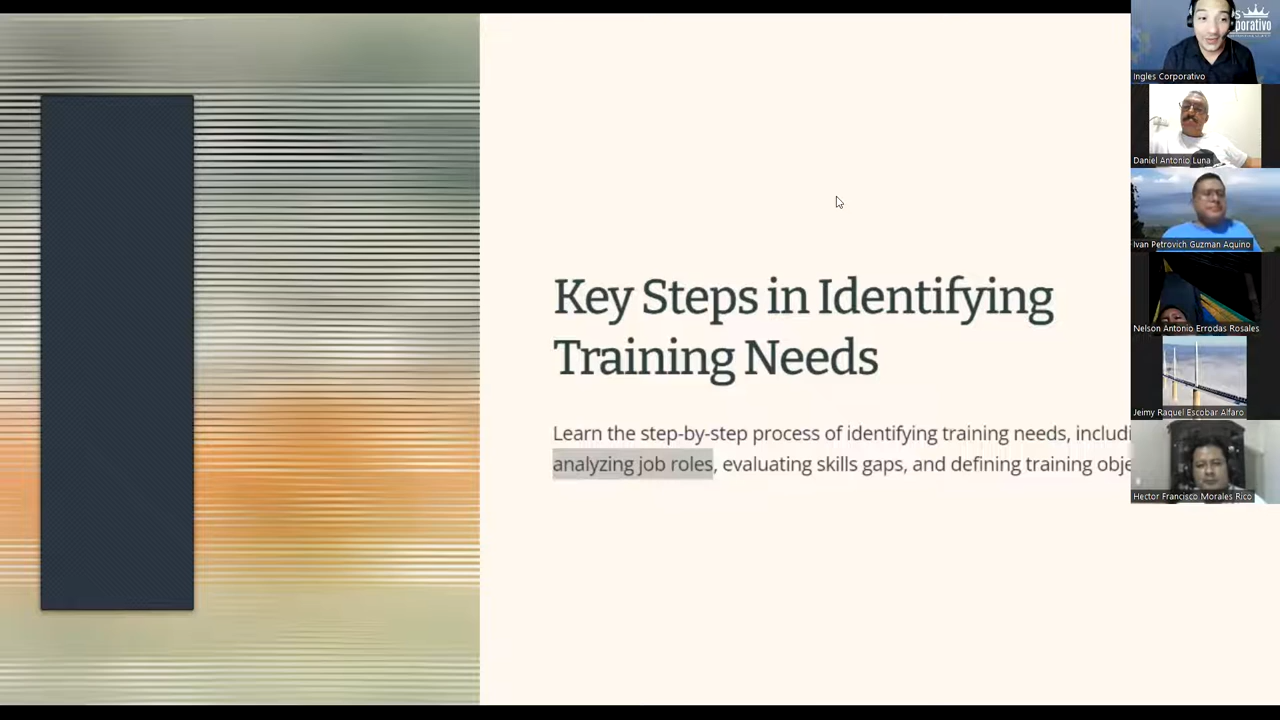 Key Steps in Identifying
Training Needs
Learn the step-by-step process of identifying training needs,
analyzing job roles, evaluating skills gaps, and defining training
porativo
Ingles Corporativo
Daniel Antonio Luna
Ivan Petrovich Guzman Aquino
Nelson Antonio Errodas Rosales
Jeimy Raquel Escobar Alfaro
Hector Francisco Morales Rico